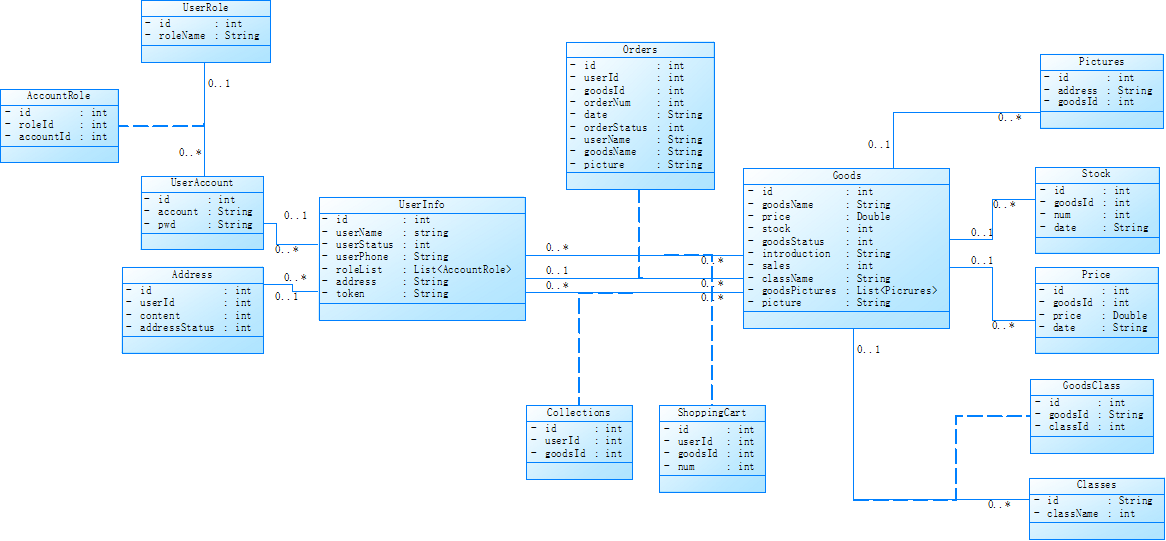 UserRole
- id : int
- roleName : String
0..1
AccountRole
- id : int
- roleId : int
- accountId : int
0..*
UserAccount
- id : int
- account : String
- pwd : String
0..1
0..*
Address
- id : int
- userId : int
- content : int
- addressStatus : int
0..*
0..1
UserInfo
- id : int
- userName : string
- userStatus : int
- userPhone : String
- roleList : List<AccountRole>
- address : String
- token : String
0..*
0..1
0..*
Orders
- id : int
- userId : int
- goodsId : int
- orderNum : int
- date : String
- orderStatus : int
- userName : String
- goodsName : String
- picture : String
0..*
0..*
0..*
Collections
- id : int
- userId : int
- goodsId : int
ShoppingCart
- id : int
- userId : int
- goodsId : int
- num : int
Goods
- id : int
- goodsName : String
- price : Double
- stock : int
- goodsStatus : int
- introduction : String
- sales : int
- className : String
- goodsPictures : List<Picrures>
- picture : String
0..1
0..*
Pictures
- id : int
- address : String
- goodsId : int
0..1
0..*
Stock
- id : int
- goodsId : int
- num : int
- date : String
0..1
0..*
Price
- id : int
- goodsId : int
- price : Double
- date : String
0..1
GoodsClass
- id : int
- goodsId : String
- classId : int
0..*
Classes
- id : String
- className : int